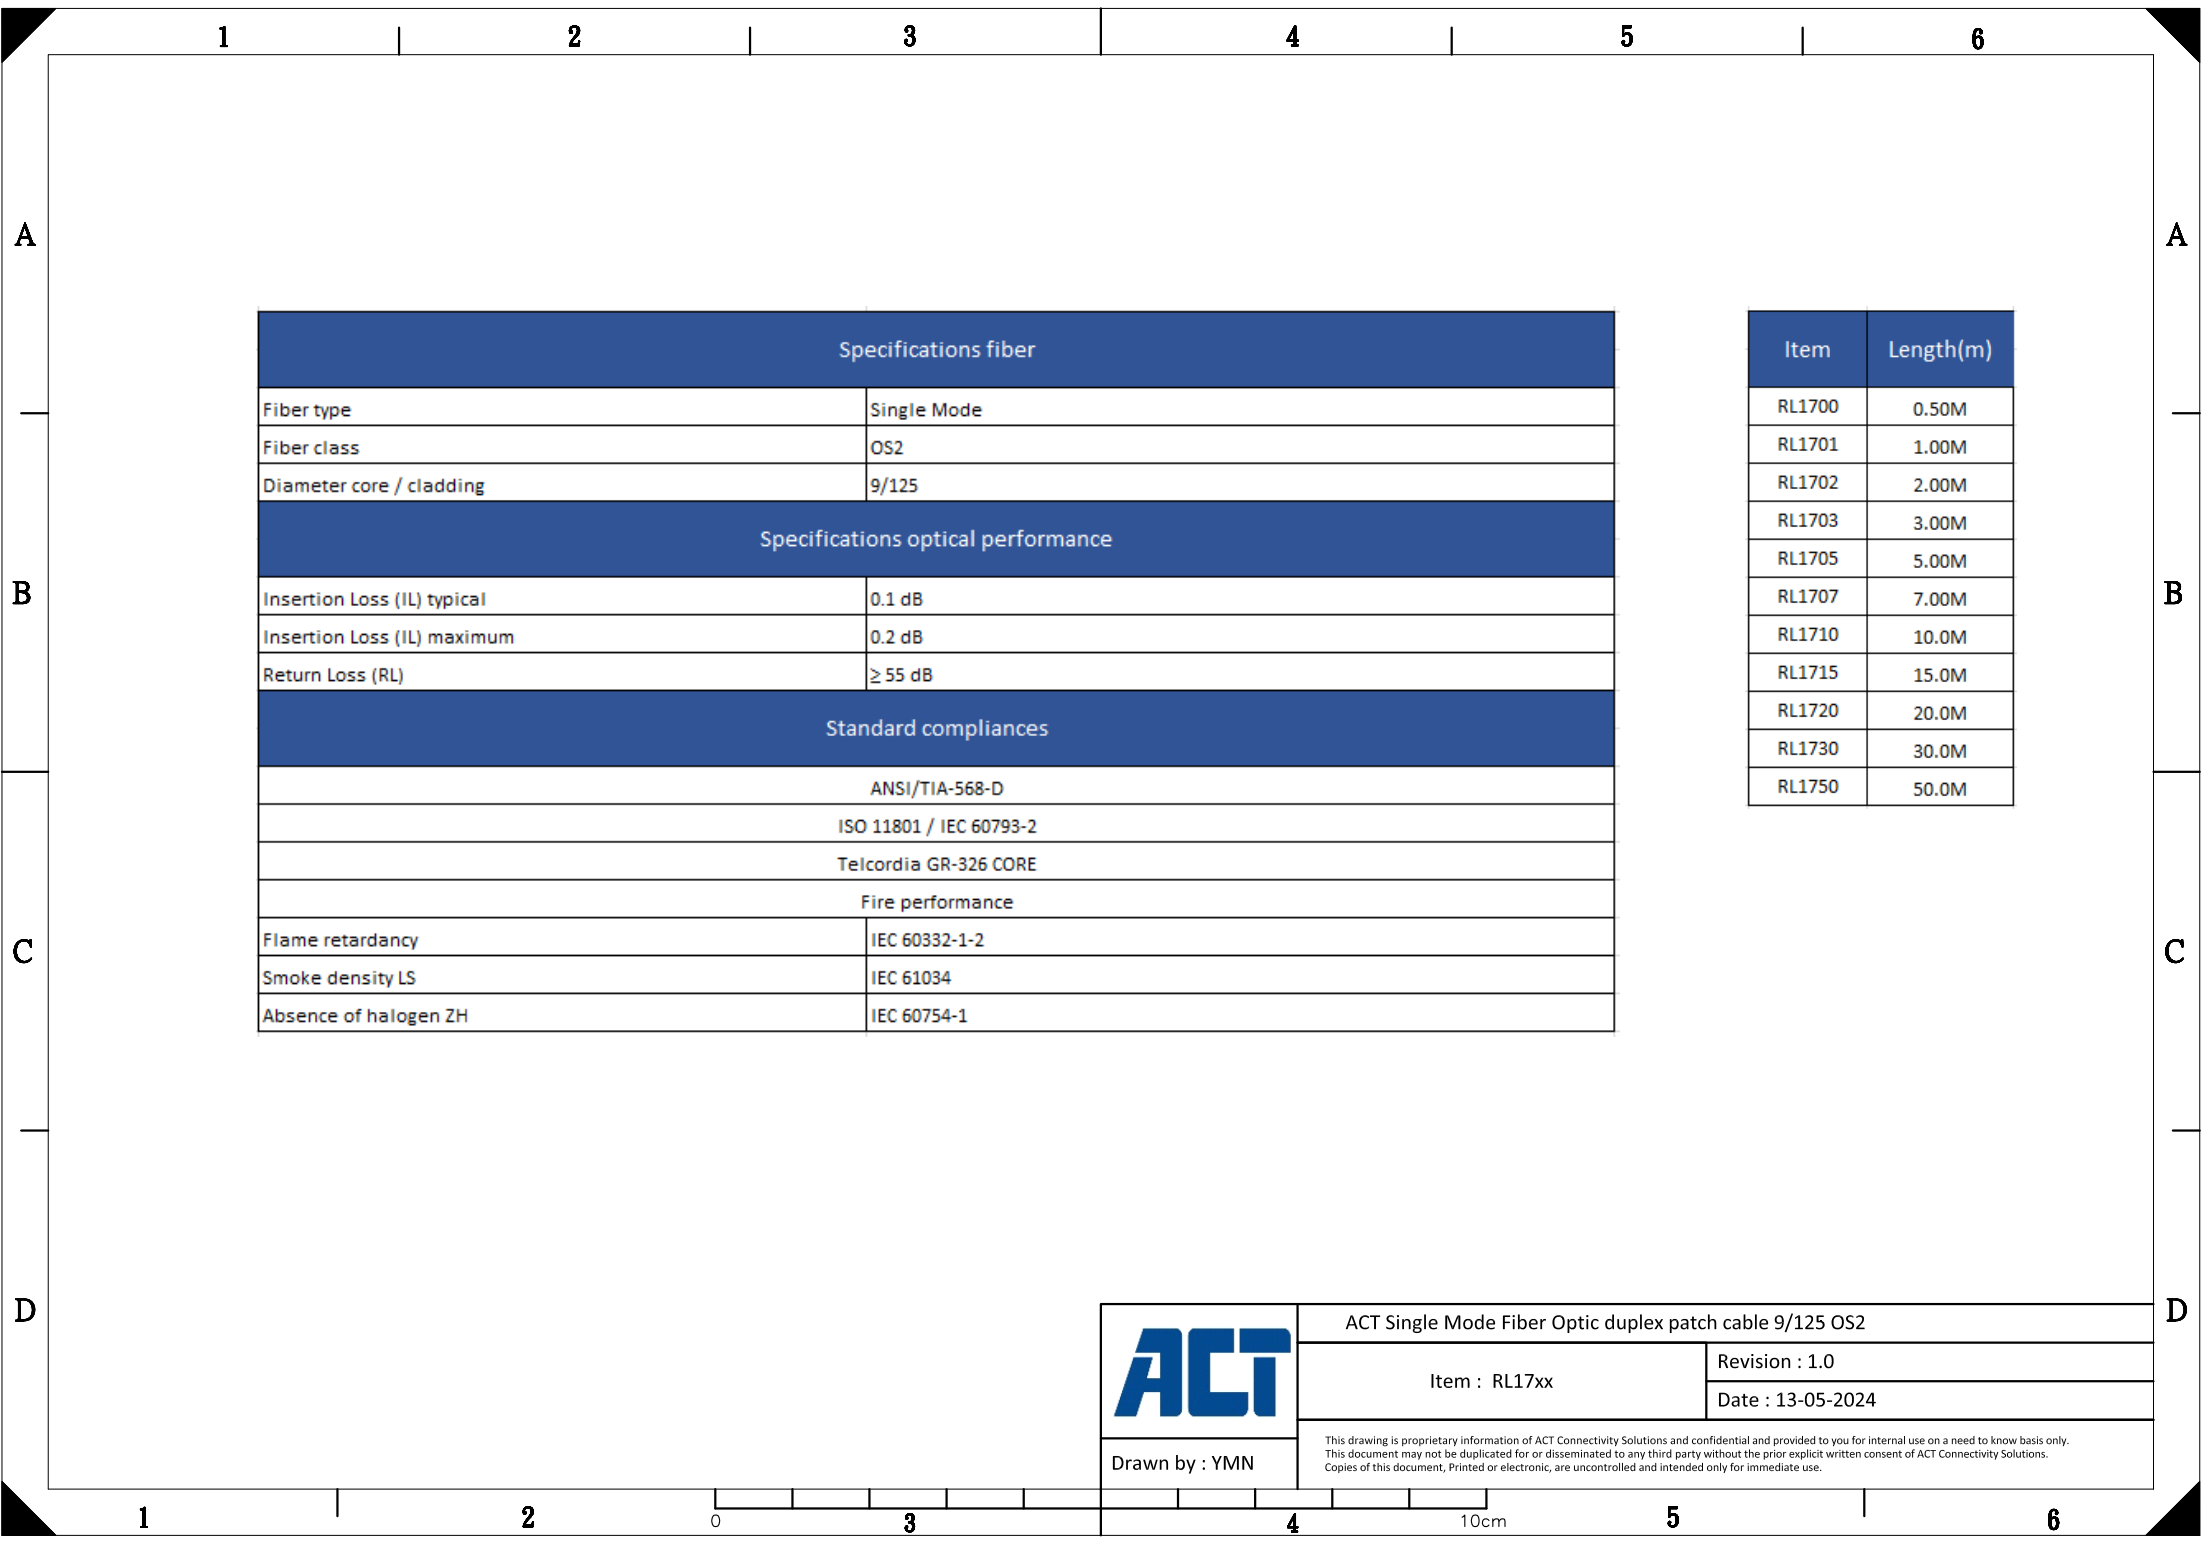 1 2 3 4 5 6
A A
Specifications fiber
Fiber type Single Mode
Fiber class OS2
Diameter core / cladding 9/125
Specifications optical performance
Insertion Loss (IL) typical 0.1 dB
Insertion Loss (IL) maximum 0.2 dB
Return Loss (RL) ≥ 55 dB
Standard compliances
ANSI/TIA-568-D
ISO 11801 / IEC 60793-2
Telcordia GR-326 CORE
Fire performance
Flame retardancy IEC 60332-1-2
Smoke density LS IEC 61034
Absence of halogen ZH IEC 60754-1
Item Length(m)
RL1700 0.50M
RL1701 1.00M
RL1702 2.00M
RL1703 3.00M
RL1705 5.00M
RL1707 7.00M
RL1710 10.0M
RL1715 15.0M
RL1720 20.0M
RL1730 30.0M
RL1750 50.0M
B B
C C
D D
ACT
Drawn by : YMN
ACT Single Mode Fiber Optic duplex patch cable 9/125 OS2
Item : RL17xx
Revision : 1.0
Date : 13-05-2024
This drawing is proprietary information of ACT Connectivity Solutions and confidential and provided to you for internal use on a need to know basis only.
This document may not be duplicated for or disseminated to any third party without the prior explicit written consent of ACT Connectivity Solutions.
Copies of this document, Printed or electronic, are uncontrolled and intended only for immediate use.
0 10cm
1 2 3 4 5 6